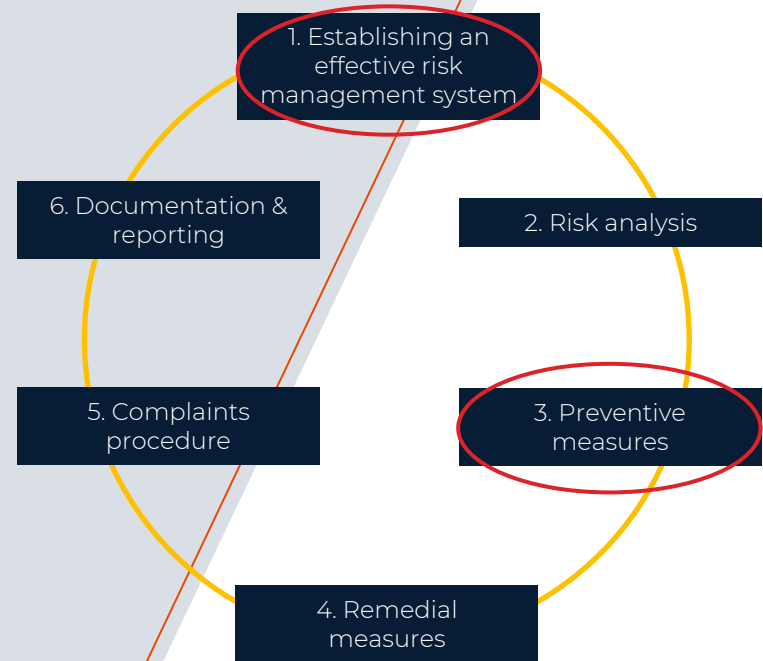 1. Establishing an
effective risk
management system
2. Risk analysis
3. Preventive
measures
4. Remedial
measures
5. Complaints
procedure
6. Documentation &
reporting